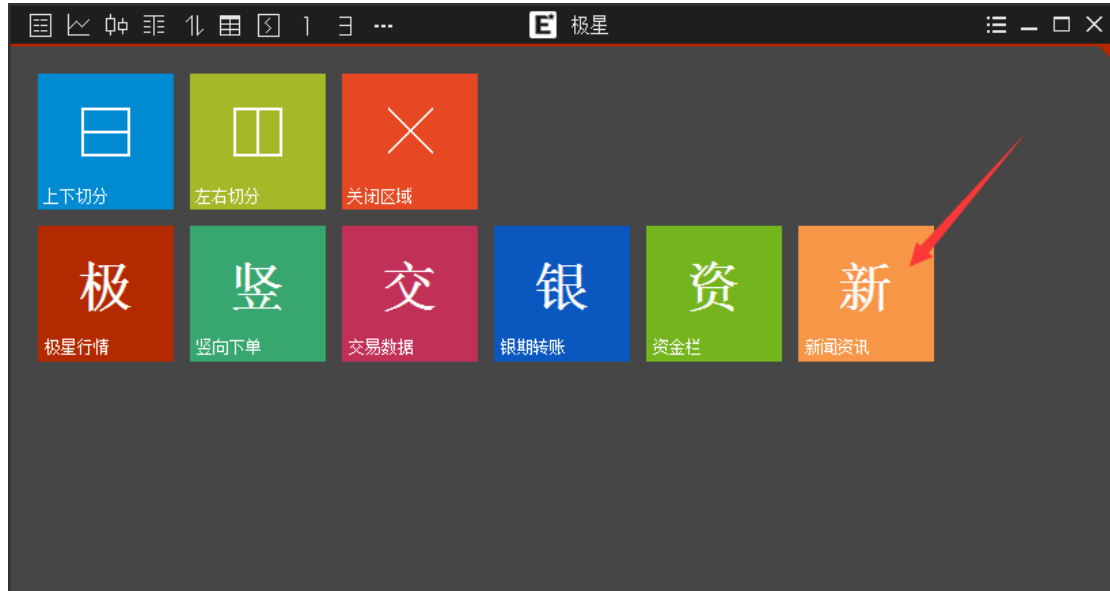 极星
上下切分
左右切分
关闭区域
极
竖
交
银
资
新
极星行情
竖向下单
交易数据
银期转账
资金栏
新闻资讯